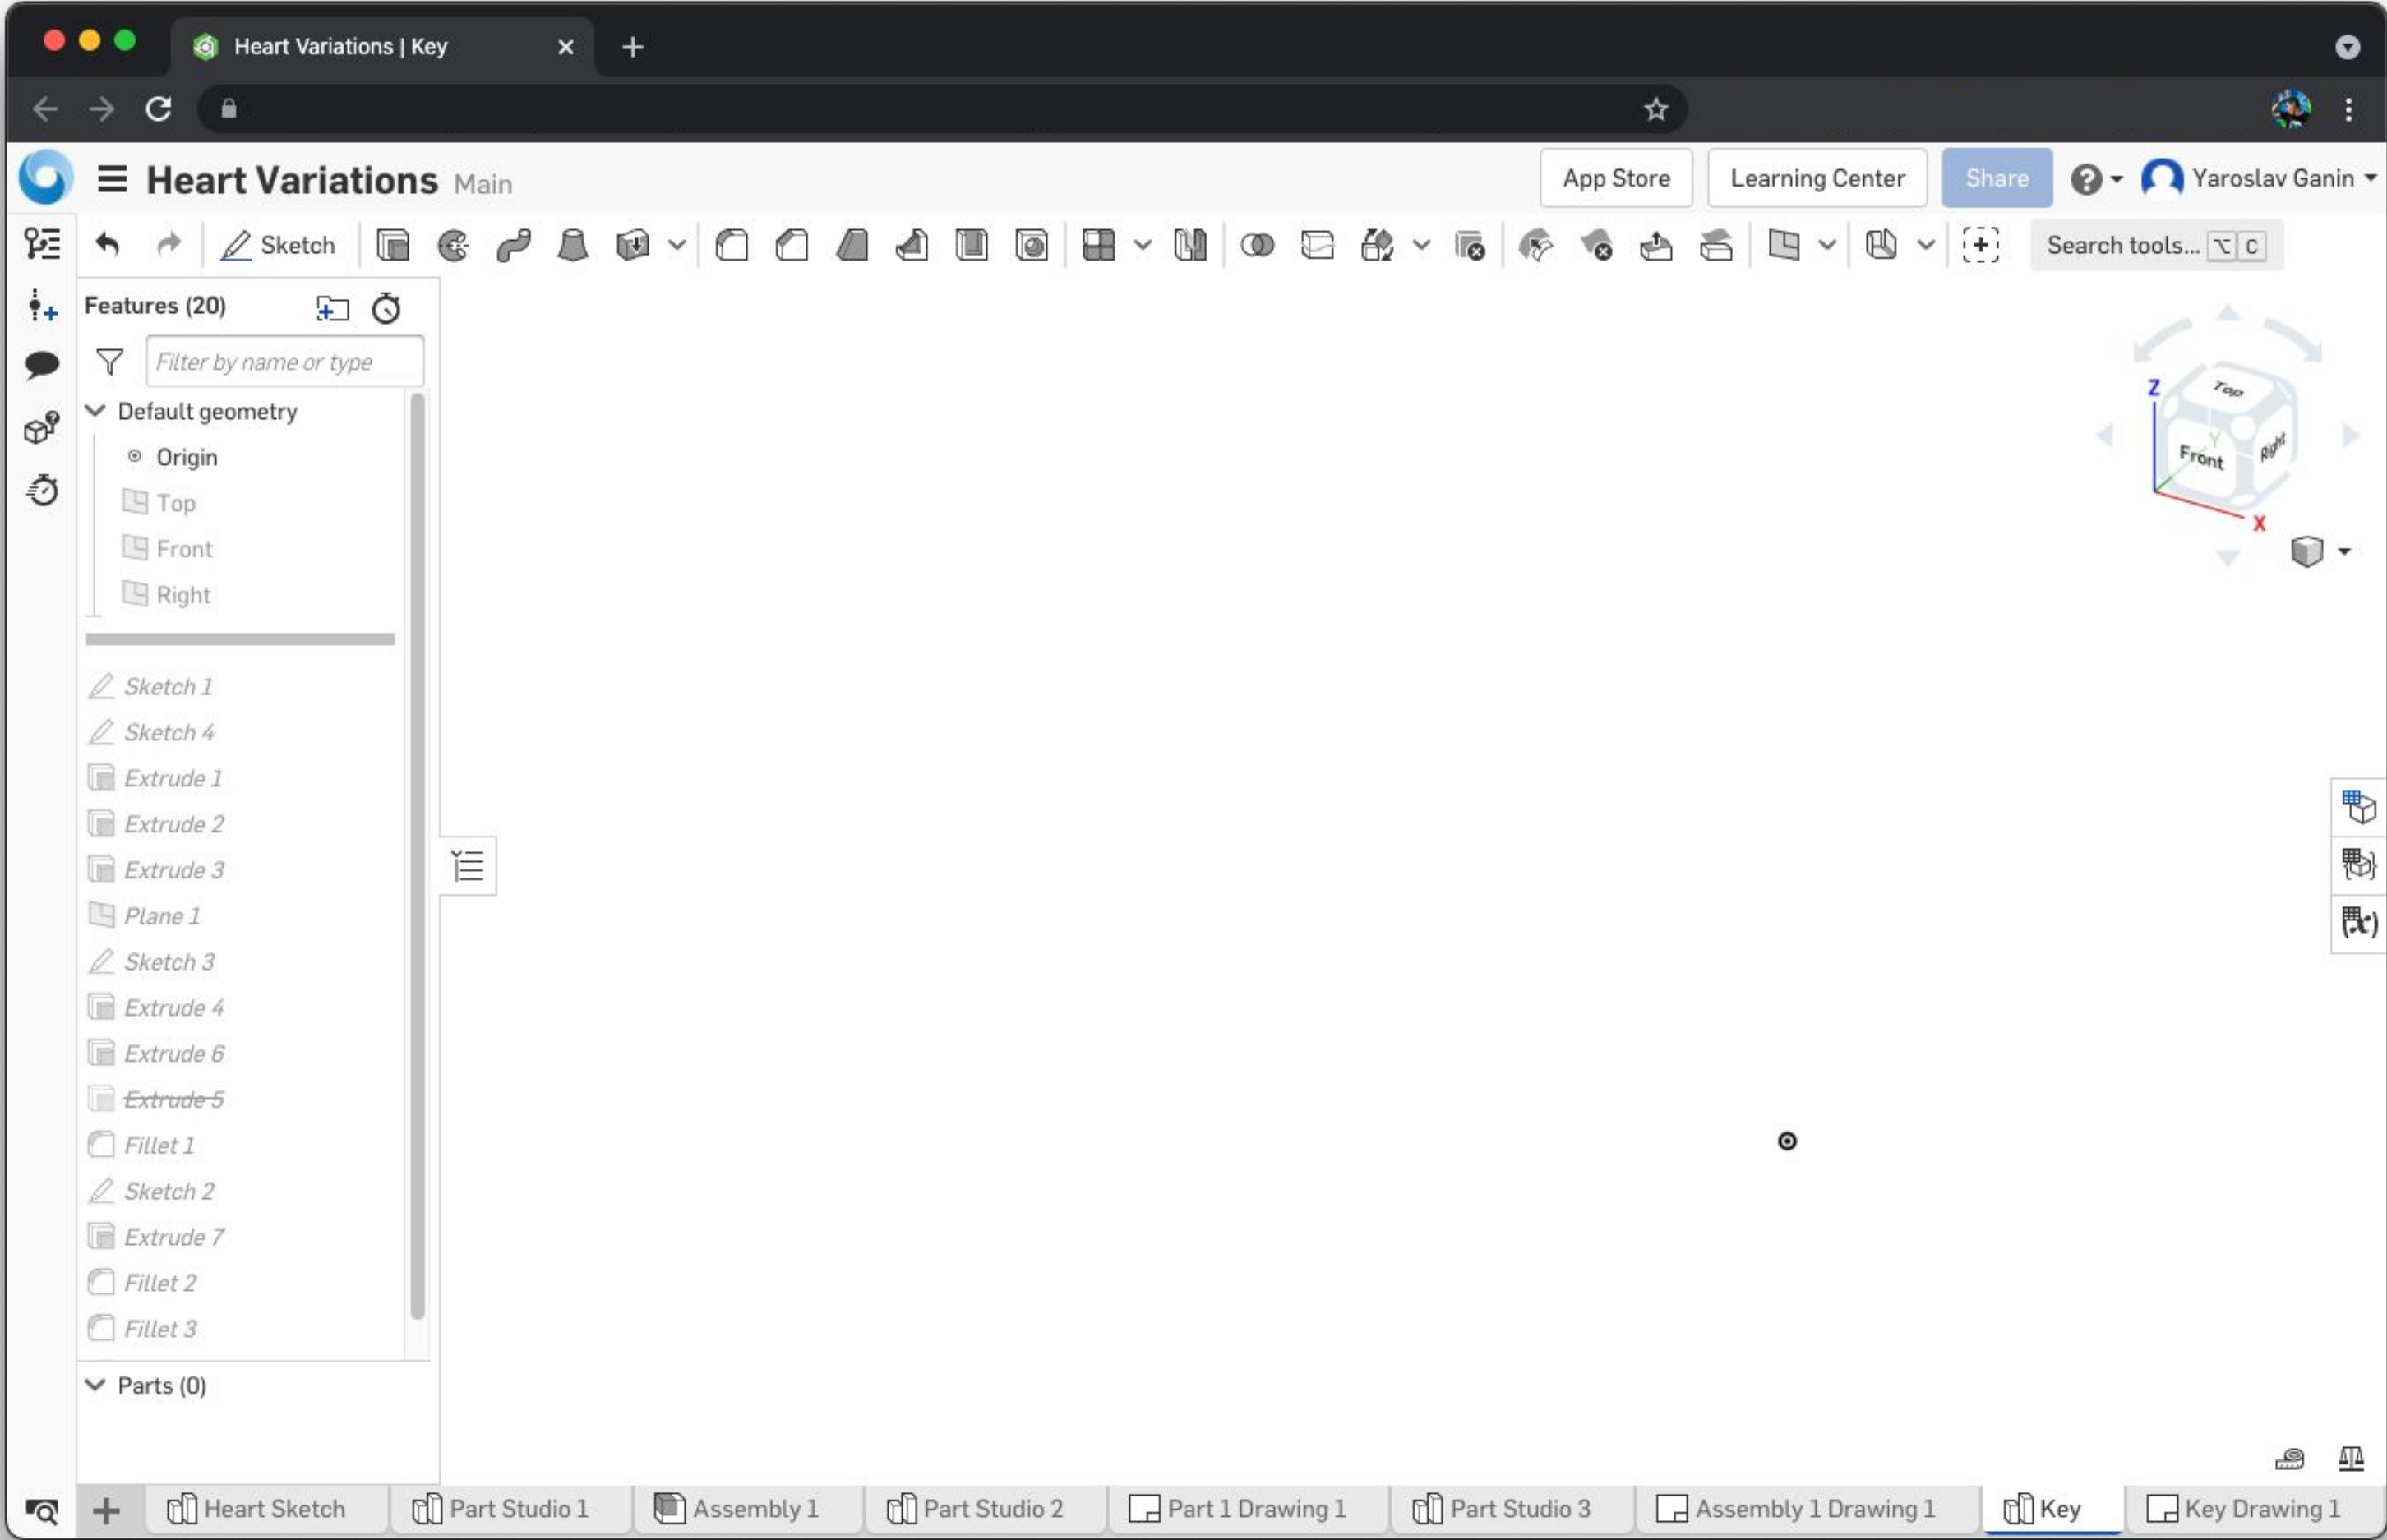 Heart Variations | Key
Heart Variations Main
App Store
Learning Center
Share
Yaroslav Ganin
Sketch
Search tools... ⌥ C
Features (20)
Filter by name or type
Default geometry
Origin
Top
Front
Right
Sketch 1
Sketch 4
Extrude 1
Extrude 2
Extrude 3
Plane 1
Sketch 3
Extrude 4
Extrude 6
Extrude 5
Fillet 1
Sketch 2
Extrude 7
Fillet 2
Fillet 3
Parts (0)
Z
Top
Y
Front
Right
X
Heart Sketch
Part Studio 1
Assembly 1
Part Studio 2
Part 1 Drawing 1
Part Studio 3
Assembly 1 Drawing 1
Key
Key Drawing 1